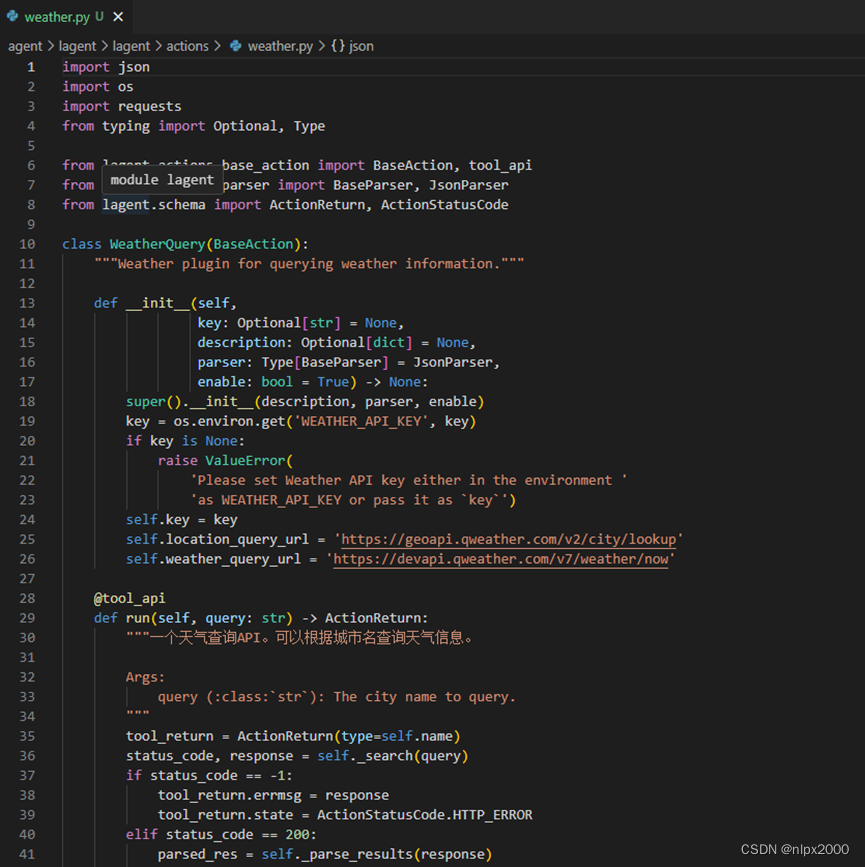 weather.py U ×
agent > lagent > lagent > actions > weather.py > {} json
1 import json
2 import os
3 import requests
4 from typing import Optional, Type
5
6 from lagent.actions.base_action import BaseAction, tool_api
module lagent
7 from parser import BaseParser, JsonParser
8 from lagent.schema import ActionReturn, ActionStatusCode
9
10 class WeatherQuery(BaseAction):
11 """Weather plugin for querying weather information."""
12
13 def __init__(self,
14 key: Optional[str] = None,
15 description: Optional[dict] = None,
16 parser: Type[BaseParser] = JsonParser,
17 enable: bool = True) -> None:
18 super().__init__(description, parser, enable)
19 key = os.environ.get('WEATHER_API_KEY', key)
20 if key is None:
21 raise ValueError(
22 'Please set Weather API key either in the environment '
23 'as WEATHER_API_KEY or pass it as `key`')
24 self.key = key
25 self.location_query_url = 'https://geoapi.qweather.com/v2/city/lookup'
26 self.weather_query_url = 'https://devapi.qweather.com/v7/weather/now'
27
28 @tool_api
29 def run(self, query: str) -> ActionReturn:
30 """一个天气查询API。可以根据城市名查询天气信息。
31
32 Args:
33 query (:class:`str`): The city name to query.
34 """
35 tool_return = ActionReturn(type=self.name)
36 status_code, response = self._search(query)
37 if status_code == -1:
38 tool_return.errmsg = response
39 tool_return.state = ActionStatusCode.HTTP_ERROR
40 elif status_code == 200:
41 parsed_res = self._parse_results(response)
CSDN @nlpx2000